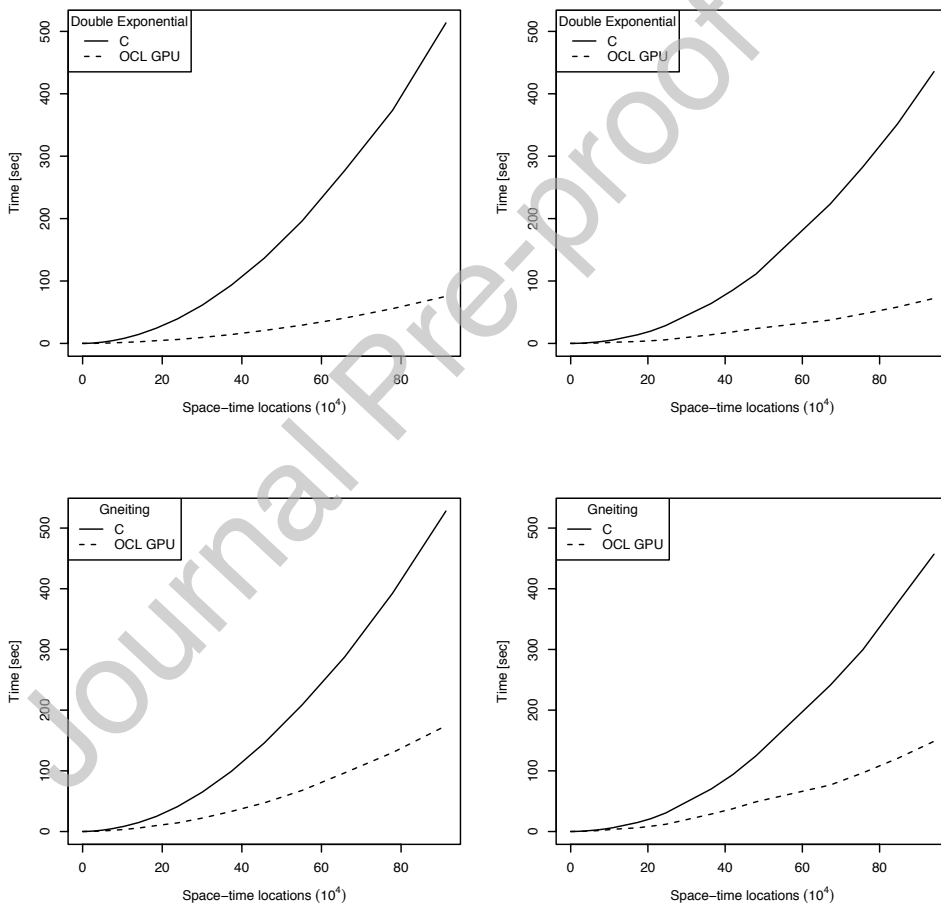 Double Exponential
C
OCL GPU
500
400
300
200
100
0
Time [sec]
0 20 40 60 80
Space−time locations (10^4)
Double Exponential
C
OCL GPU
500
400
300
200
100
0
Time [sec]
0 20 40 60 80
Space−time locations (10^4)
Gneiting
C
OCL GPU
500
400
300
200
100
0
Time [sec]
0 20 40 60 80
Space−time locations (10^4)
Gneiting
C
OCL GPU
500
400
300
200
100
0
Time [sec]
0 20 40 60 80
Space−time locations (10^4)
Journal Pre-proof